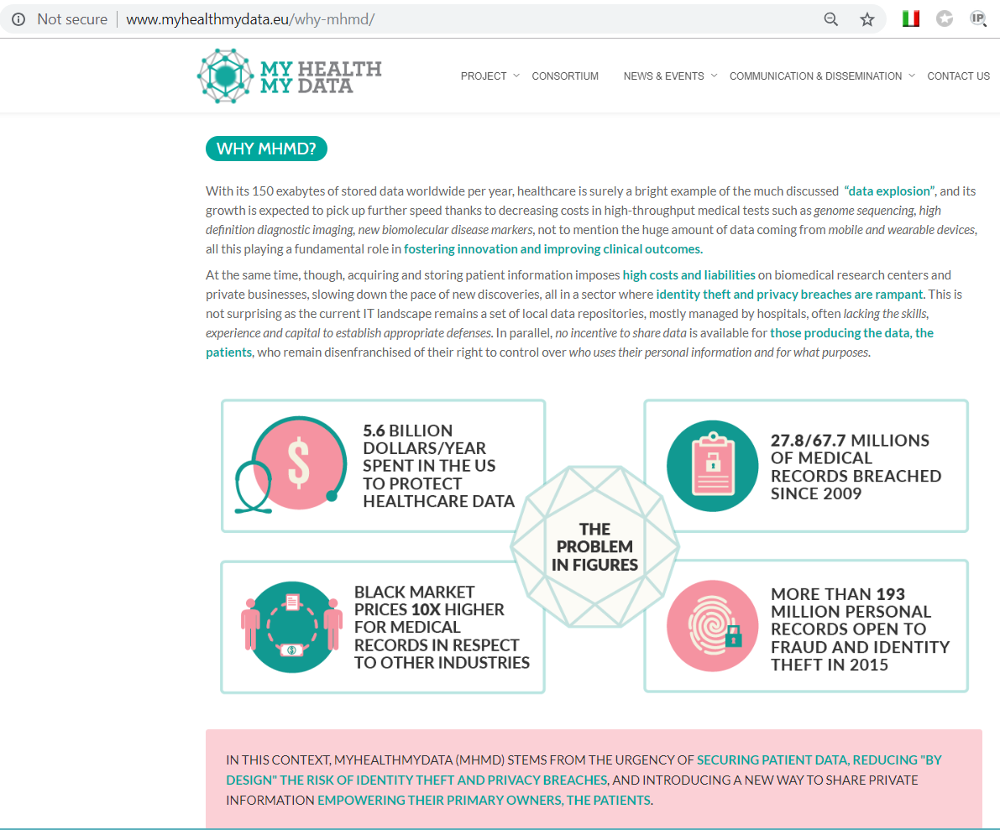 Not secure | www.myhealthmydata.eu/why-mhmd/
IP
MY HEALTH
MY DATA
PROJECT CONSORTIUM NEWS & EVENTS COMMUNICATION & DISSEMINATION CONTACT US
WHY MHMD?
With its 150 exabytes of stored data worldwide per year, healthcare is surely a bright example of the much discussed “data explosion”, and its
growth is expected to pick up further speed thanks to decreasing costs in high-throughput medical tests such as genome sequencing, high
definition diagnostic imaging, new biomolecular disease markers, not to mention the huge amount of data coming from mobile and wearable devices,
all this playing a fundamental role in fostering innovation and improving clinical outcomes.
At the same time, though, acquiring and storing patient information imposes high costs and liabilities on biomedical research centers and
private businesses, slowing down the pace of new discoveries, all in a sector where identity theft and privacy breaches are rampant. This is
not surprising as the current IT landscape remains a set of local data repositories, mostly managed by hospitals, often lacking the skills,
experience and capital to establish appropriate defenses. In parallel, no incentive to share data is available for those producing the data, the
patients, who remain disenfranchised of their right to control over who uses their personal information and for what purposes.
$
5.6 BILLION
DOLLARS/YEAR
SPENT IN THE US
TO PROTECT
HEALTHCARE DATA
27.8/67.7 MILLIONS
OF MEDICAL
RECORDS BREACHED
SINCE 2009
THE
PROBLEM
IN FIGURES
$
BLACK MARKET
PRICES 10X HIGHER
FOR MEDICAL
RECORDS IN RESPECT
TO OTHER INDUSTRIES
MORE THAN 193
MILLION PERSONAL
RECORDS OPEN TO
FRAUD AND IDENTITY
THEFT IN 2015
IN THIS CONTEXT, MYHEALTHMYDATA (MHMD) STEMS FROM THE URGENCY OF SECURING PATIENT DATA, REDUCING "BY
DESIGN" THE RISK OF IDENTITY THEFT AND PRIVACY BREACHES, AND INTRODUCING A NEW WAY TO SHARE PRIVATE
INFORMATION EMPOWERING THEIR PRIMARY OWNERS, THE PATIENTS.